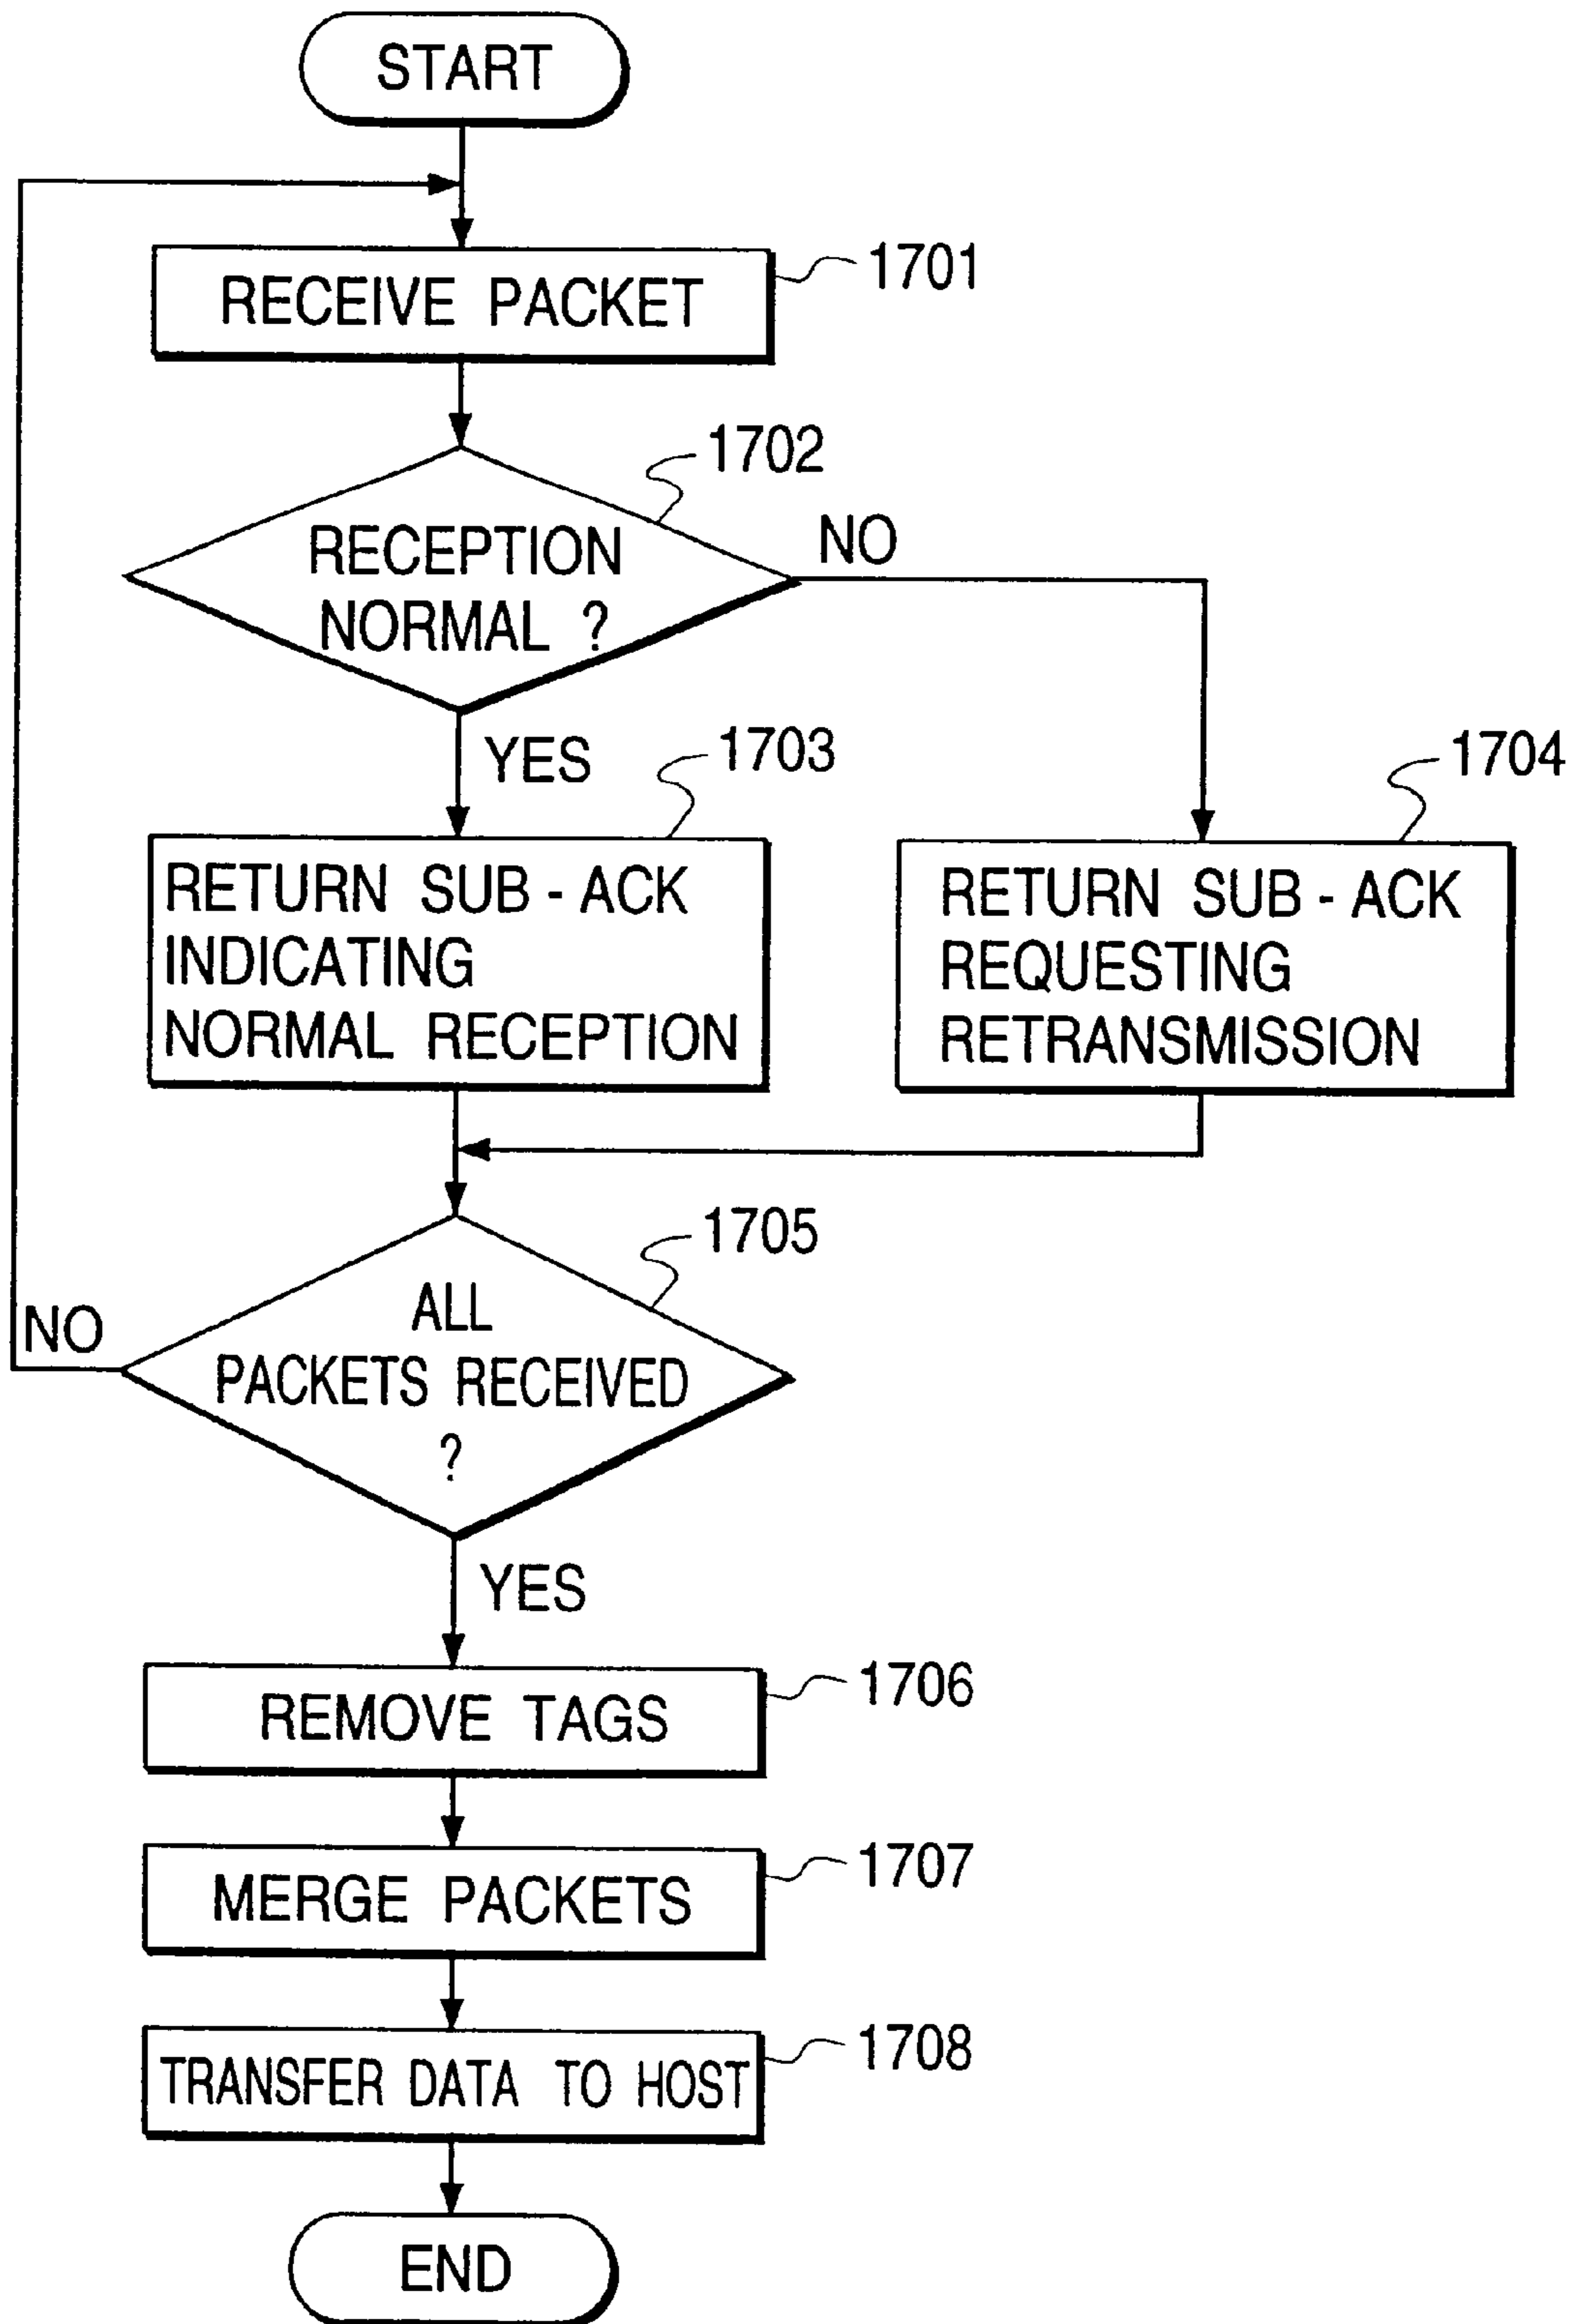 START
RECEIVE PACKET
1701
1702
RECEPTION
NORMAL ?
NO
YES
1703
RETURN SUB - ACK
INDICATING
NORMAL RECEPTION
1704
RETURN SUB - ACK
REQUESTING
RETRANSMISSION
1705
ALL
PACKETS RECEIVED
?
NO
YES
REMOVE TAGS
1706
MERGE PACKETS
1707
TRANSFER DATA TO HOST
1708
END